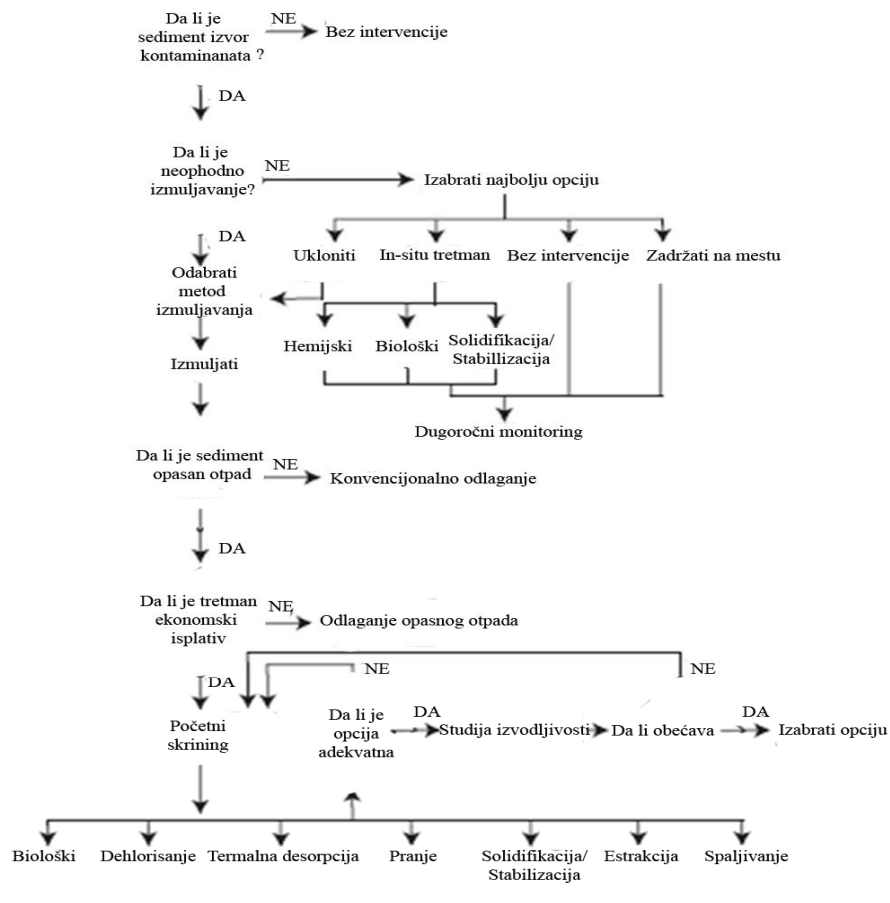 Da li je
sediment izvor
kontaminanata ?
NE
Bez intervencije
DA
Da li je
neophodno
izmuljavanje?
NE
Izabrati najbolju opciju
DA
Ukloniti
In-situ tretman
Bez intervencije
Zadržati na mestu
Odabrati
metod
izmuljavanja
Hemijski
Biološki
Solidifikacija/
Stabillizacija
Izmuljati
Dugoročni monitoring
Da li je sediment
opasan otpad
NE
Konvencijonalno odlaganje
DA
Da li je tretman
ekonomski
isplativ
NE
Odlaganje opasnog otpada
NE
NE
DA
Početni
skrining
Da li je
opcija
adekvatna
DA
Studija izvodljivosti
Da li obećava
DA
Izabrati opciju
Biološki
Dehlorisanje
Termalna desorpcija
Pranje
Solidifikacija/
Stabilizacija
Estrakcija
Spaljivanje